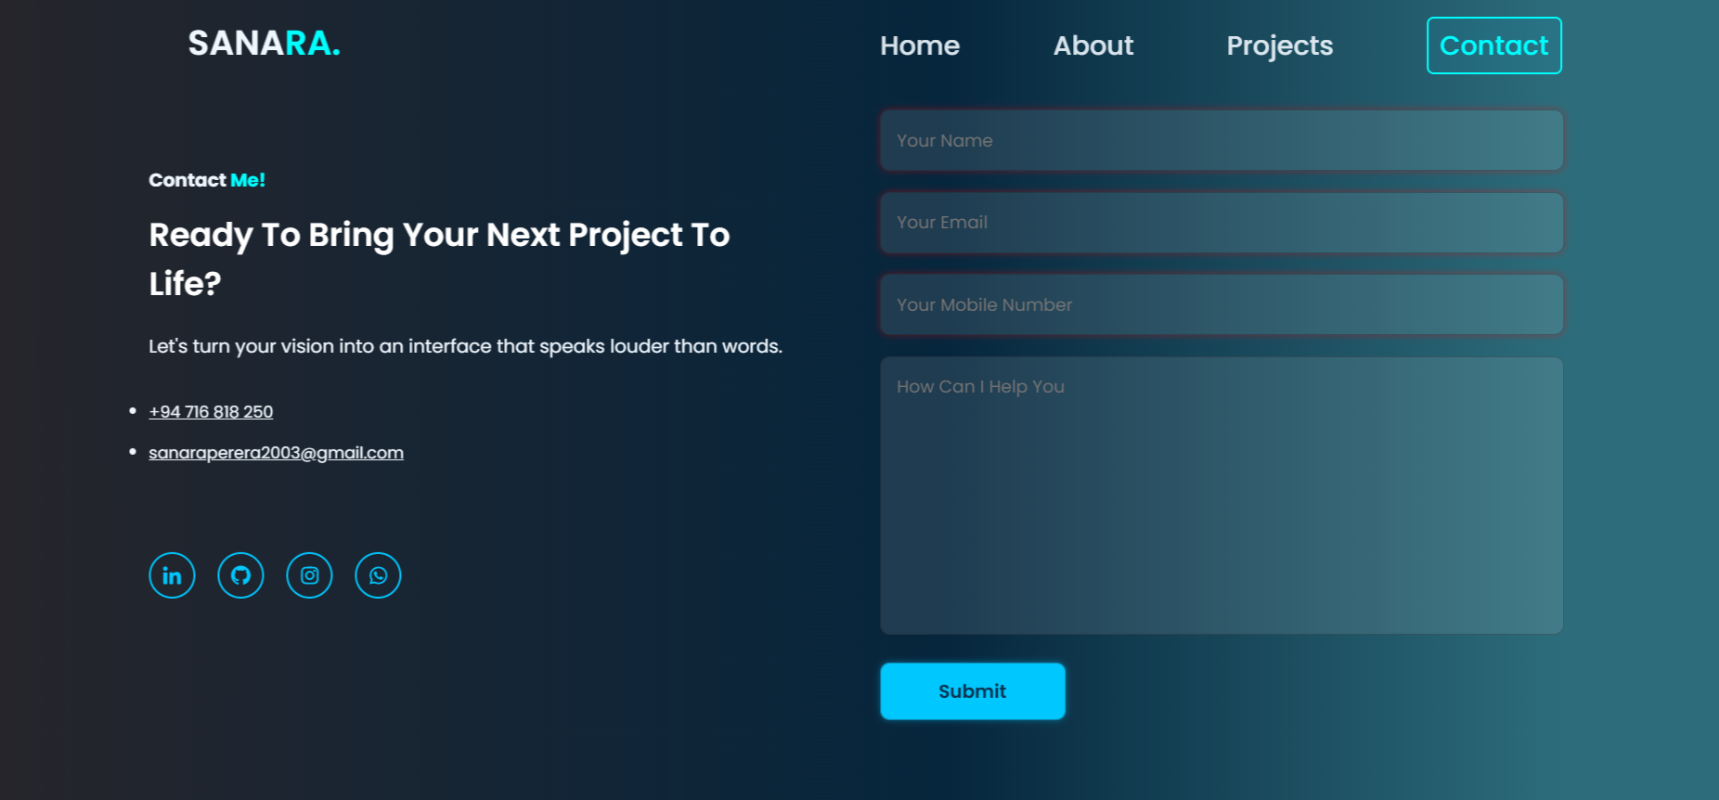 SANARA.
Home
About
Projects
Contact
Contact Me!
Ready To Bring Your Next Project To
Life?
Let's turn your vision into an interface that speaks louder than words.
+94 716 818 250
sanaraperera2003@gmail.com
Your Name
Your Email
Your Mobile Number
How Can I Help You
Submit